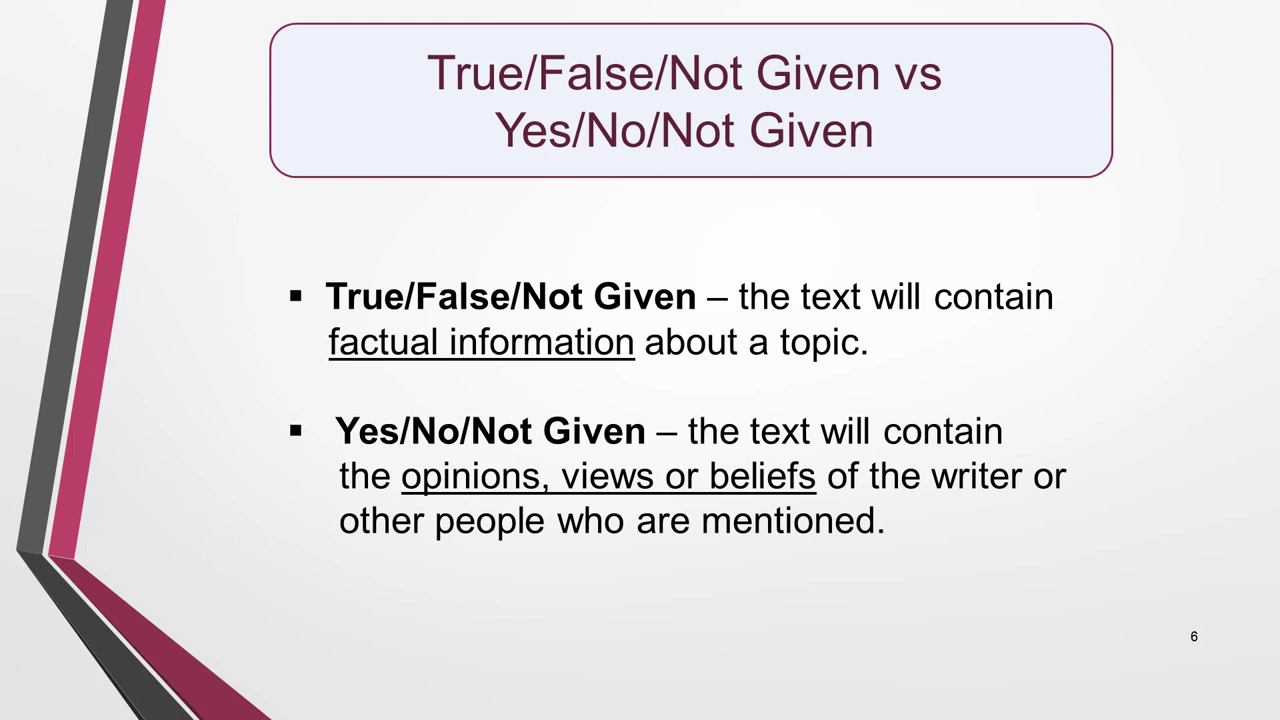 True/False/Not Given vs
Yes/No/Not Given
▪ True/False/Not Given – the text will contain
factual information about a topic.
▪ Yes/No/Not Given – the text will contain
the opinions, views or beliefs of the writer or
other people who are mentioned.
6